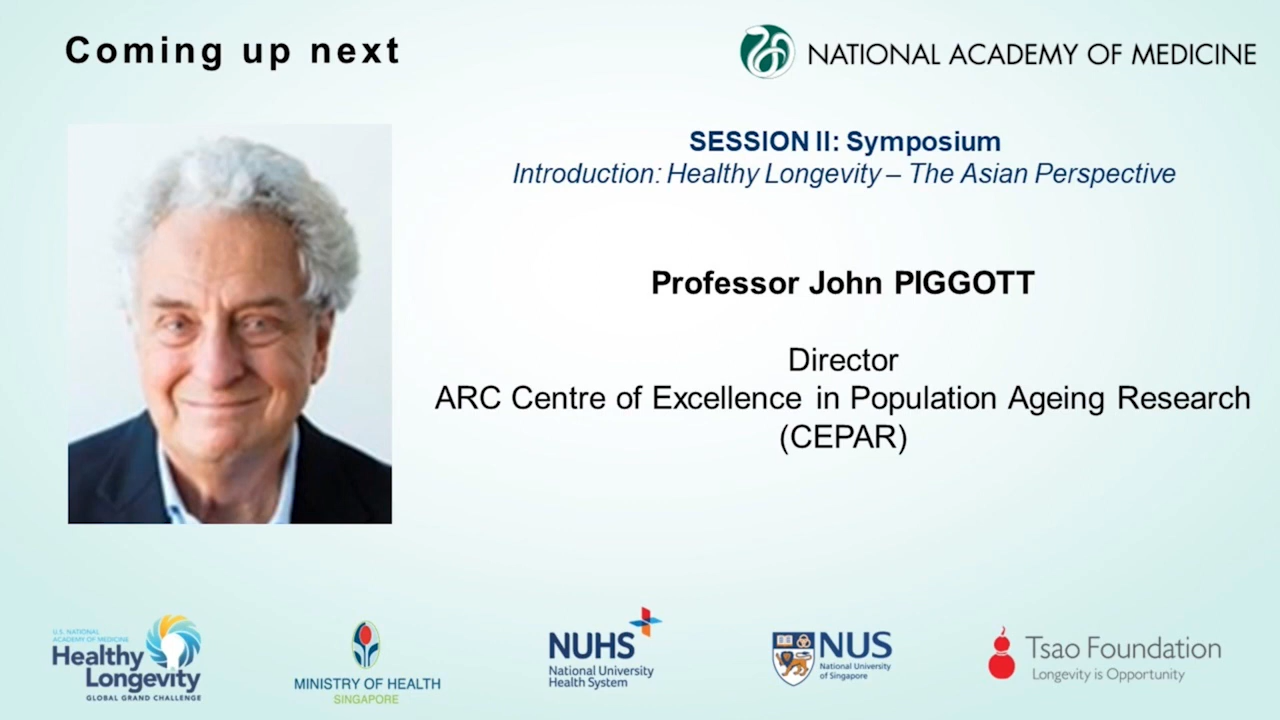 Coming up next
NATIONAL ACADEMY OF MEDICINE
SESSION II: Symposium
Introduction: Healthy Longevity – The Asian Perspective
Professor John PIGGOTT
Director
ARC Centre of Excellence in Population Ageing Research
(CEPAR)
U.S. NATIONAL
ACADEMY OF MEDICINE
Healthy
Longevity
GLOBAL GRAND CHALLENGE
MINISTRY OF HEALTH
SINGAPORE
NUHS
National University
Health System
NUS
National University
of Singapore
Tsao Foundation
Longevity is Opportunity